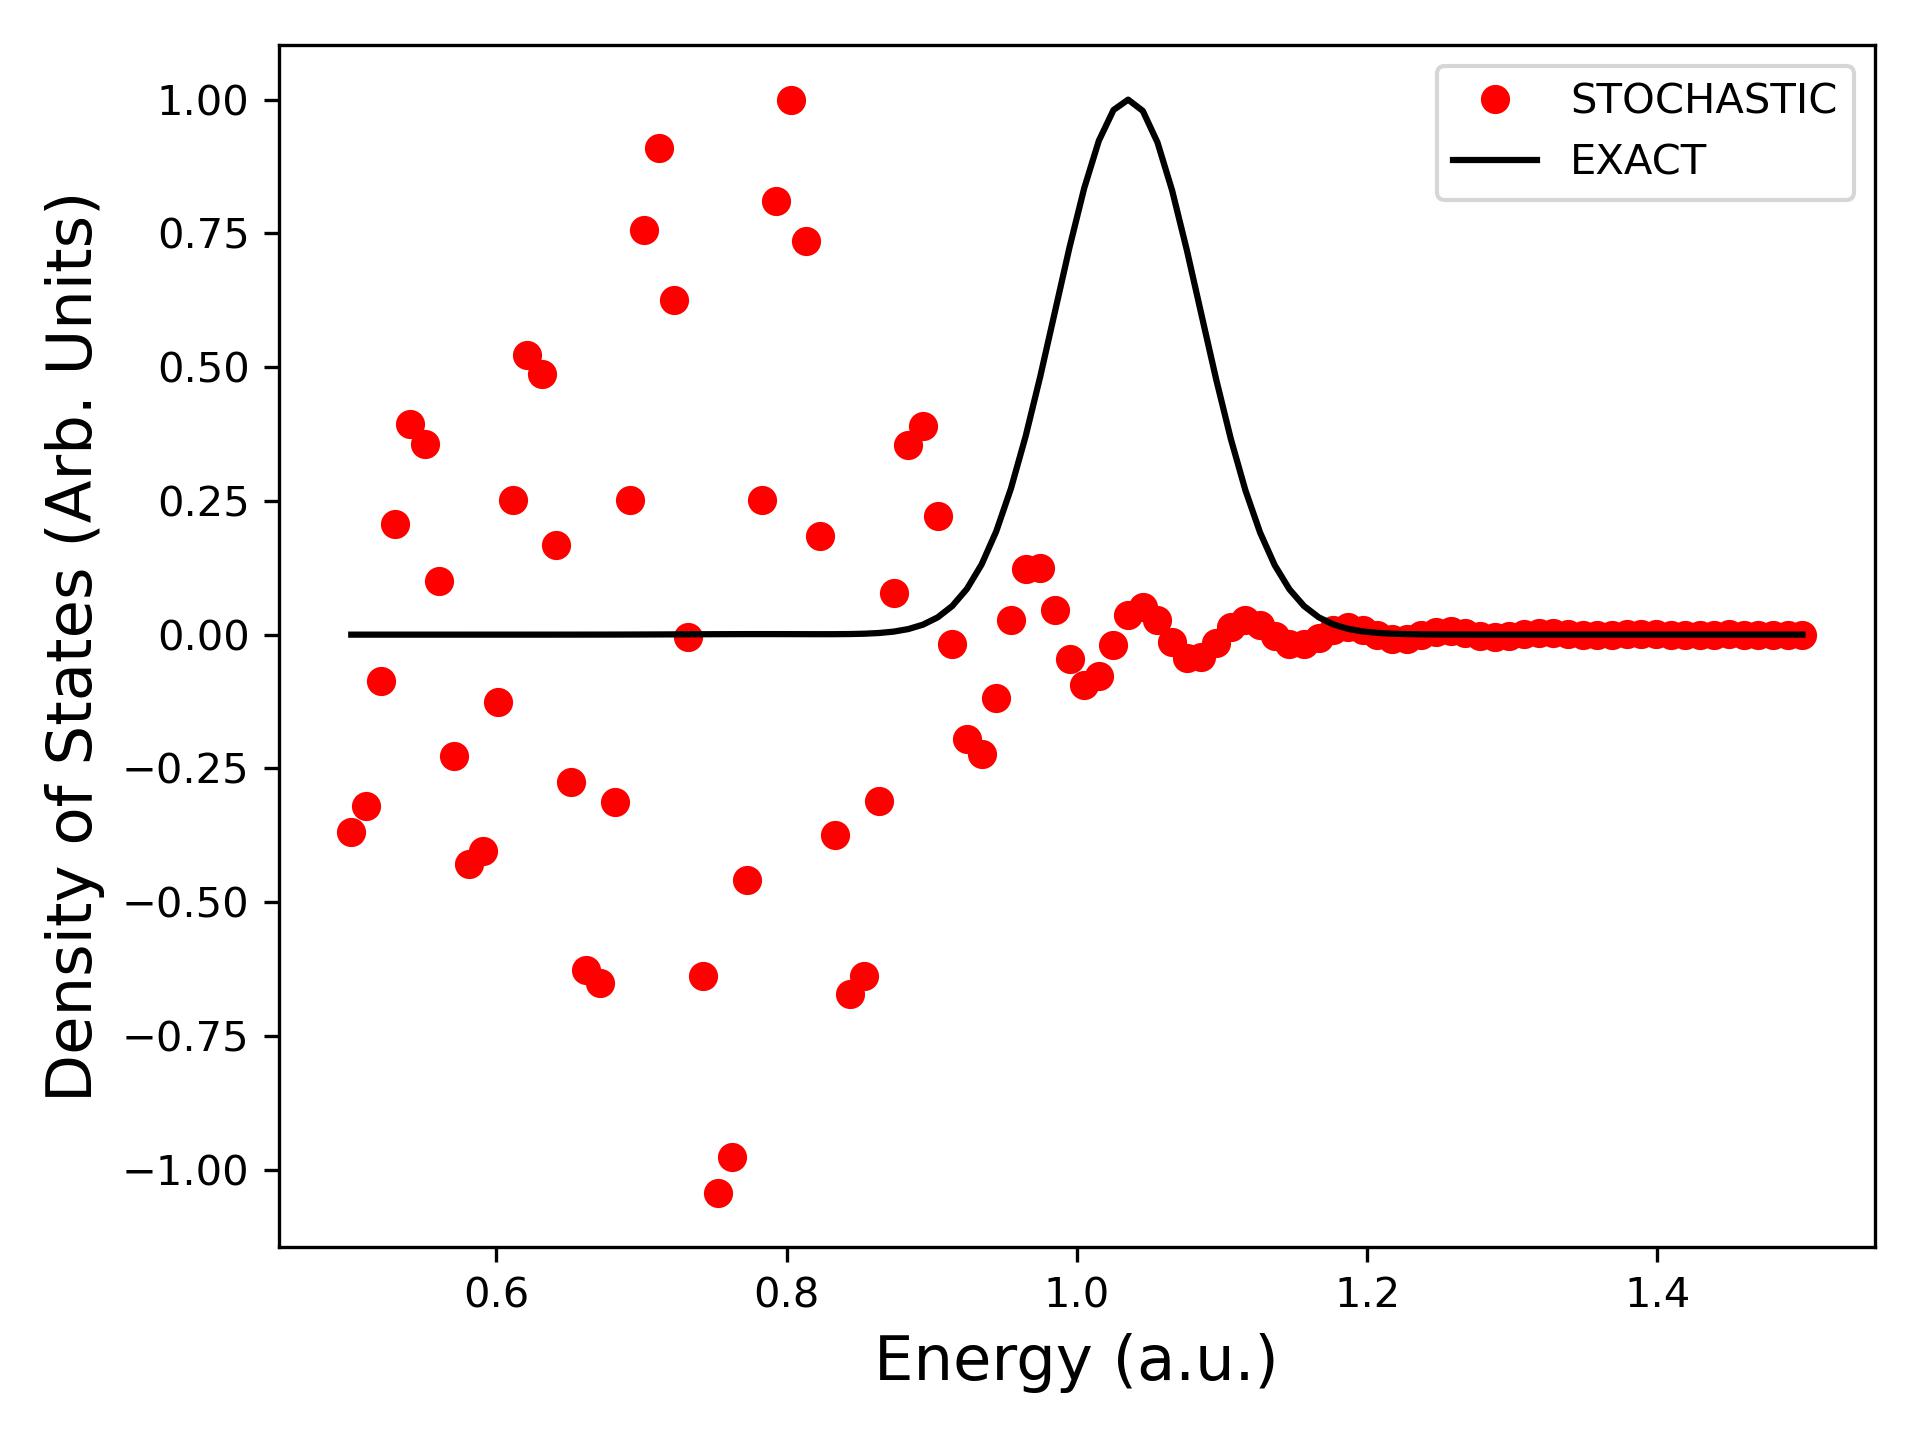 STOCHASTIC
EXACT
Density of States (Arb. Units)
1.00
0.75
0.50
0.25
0.00
−0.25
−0.50
−0.75
−1.00
0.6 0.8 1.0 1.2 1.4
Energy (a.u.)